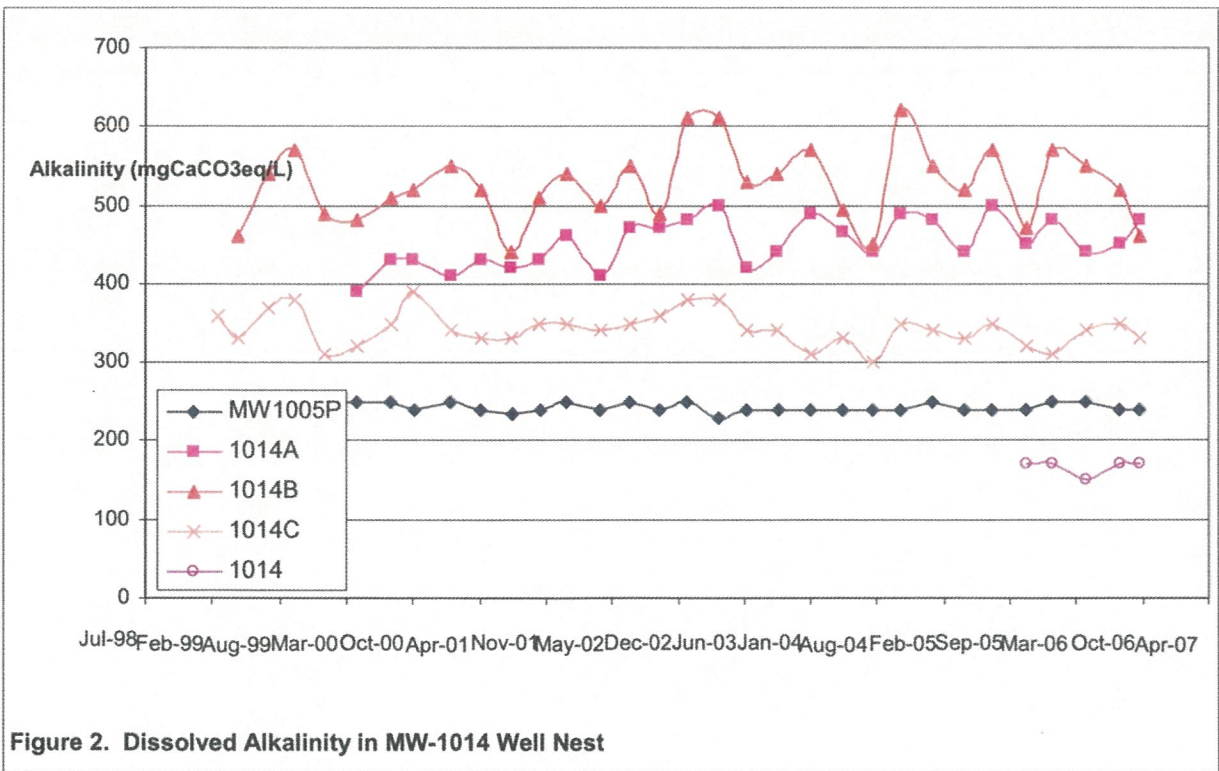 700
600
Alkalinity (mgCaCO3eq/L)
500
400
300
200
100
0
MW1005P
1014A
1014B
1014C
1014
Jul-98 Feb-99 Aug-99 Mar-00 Oct-00 Apr-01 Nov-01 May-02 Dec-02 Jun-03 Jan-04 Aug-04 Feb-05 Sep-05 Mar-06 Oct-06 Apr-07
Figure 2. Dissolved Alkalinity in MW-1014 Well Nest